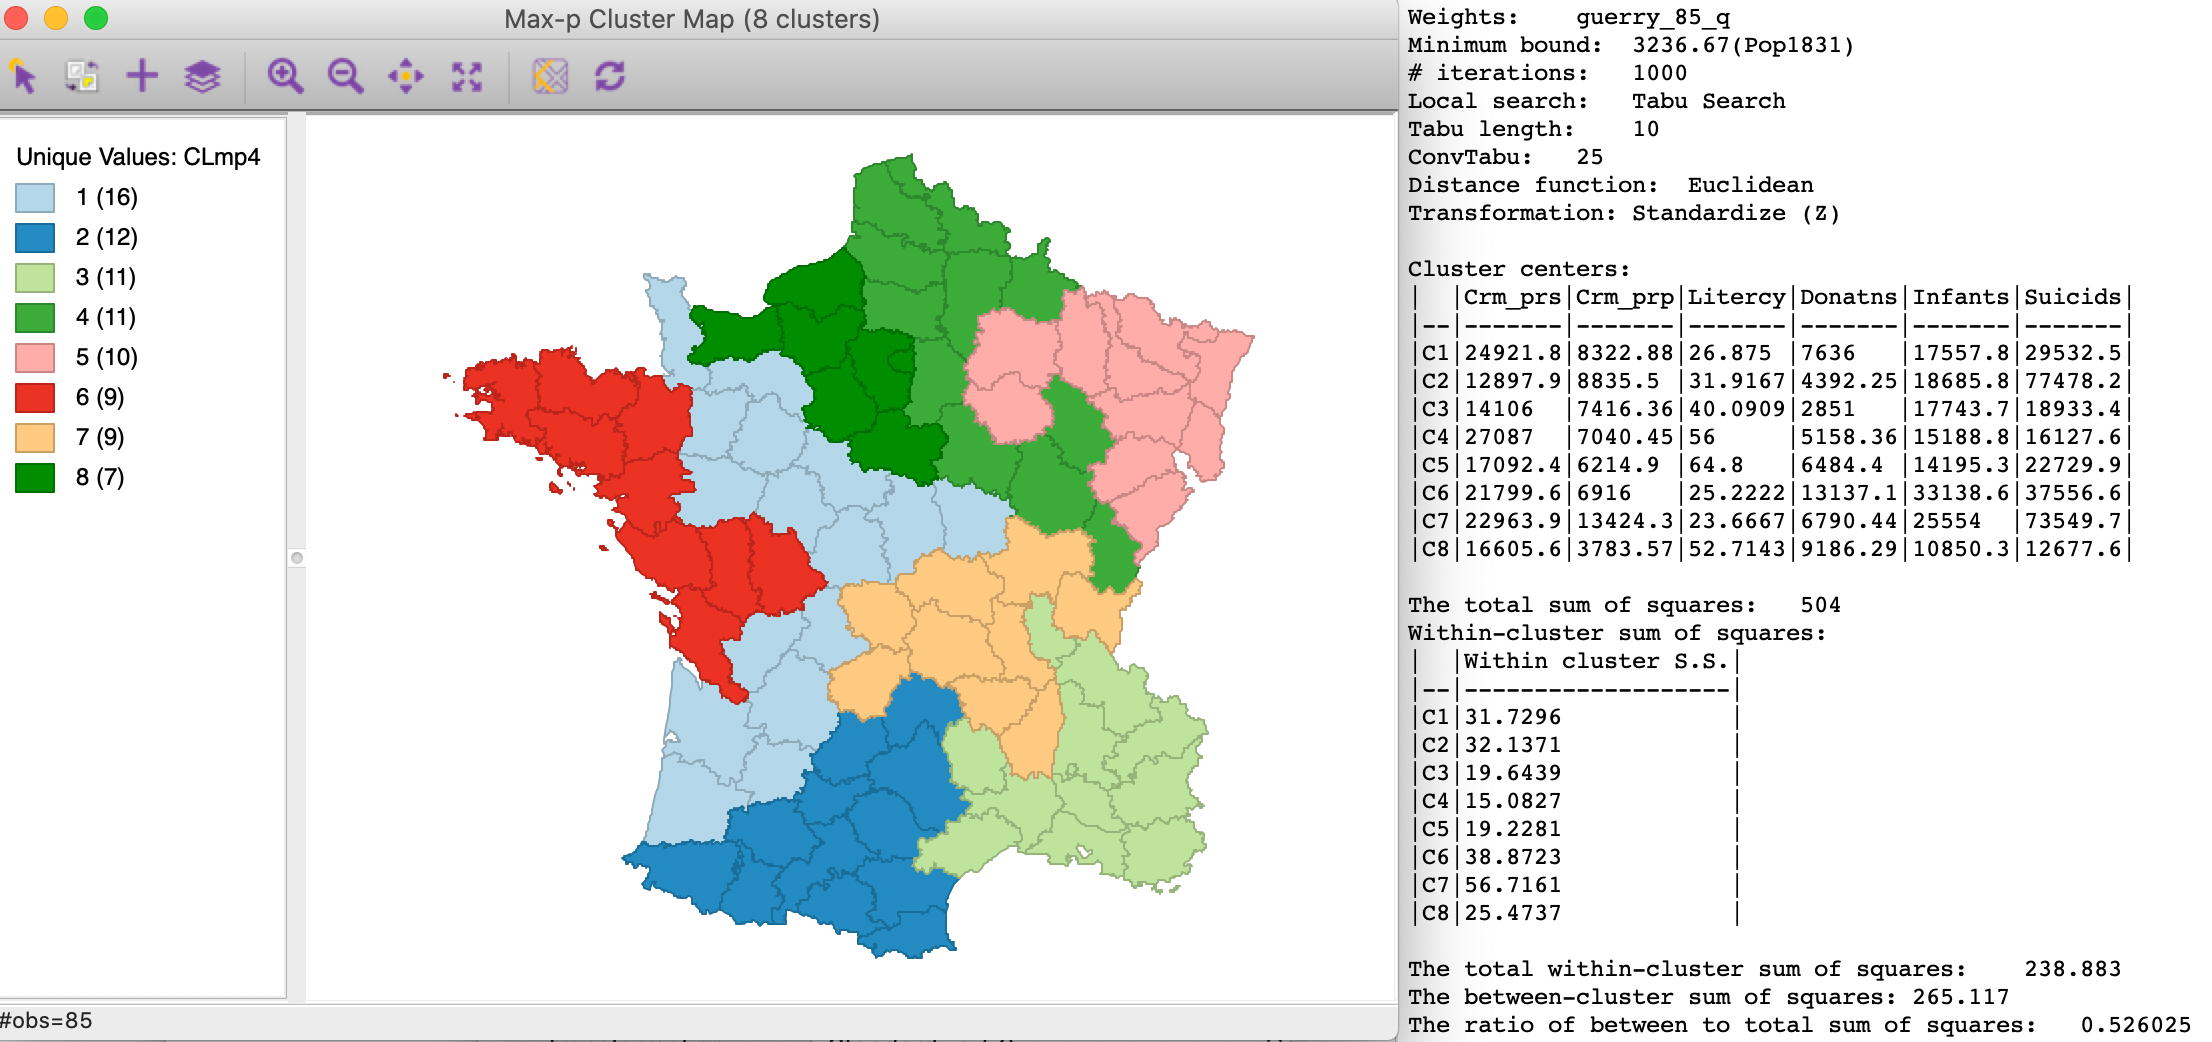 Max-p Cluster Map (8 clusters)
Unique Values: CLmp4
1 (16)
2 (12)
3 (11)
4 (11)
5 (10)
6 (9)
7 (9)
8 (7)
#obs=85
Weights: guerry_85_q
Minimum bound: 3236.67(Pop1831)
# iterations: 1000
Local search: Tabu Search
Tabu length: 10
ConvTabu: 25
Distance function: Euclidean
Transformation: Standardize (Z)
Cluster centers:
| |Crm_prs|Crm_prp|Litercy|Donatns|Infants|Suicids|
|--|-------|-------|-------|-------|-------|-------|
|C1|24921.8|8322.88|26.875 |7636 |17557.8|29532.5|
|C2|12897.9|8835.5 |31.9167|4392.25|18685.8|77478.2|
|C3|14106 |7416.36|40.0909|2851 |17743.7|18933.4|
|C4|27087 |7040.45|56 |5158.36|15188.8|16127.6|
|C5|17092.4|6214.9 |64.8 |6484.4 |14195.3|22729.9|
|C6|21799.6|6916 |25.2222|13137.1|33138.6|37556.6|
|C7|22963.9|13424.3|23.6667|6790.44|25554 |73549.7|
|C8|16605.6|3783.57|52.7143|9186.29|10850.3|12677.6|
The total sum of squares: 504
Within-cluster sum of squares:
| |Within cluster S.S.|
|--|-------------------|
|C1|31.7296 |
|C2|32.1371 |
|C3|19.6439 |
|C4|15.0827 |
|C5|19.2281 |
|C6|38.8723 |
|C7|56.7161 |
|C8|25.4737 |
The total within-cluster sum of squares: 238.883
The between-cluster sum of squares: 265.117
The ratio of between to total sum of squares: 0.526025